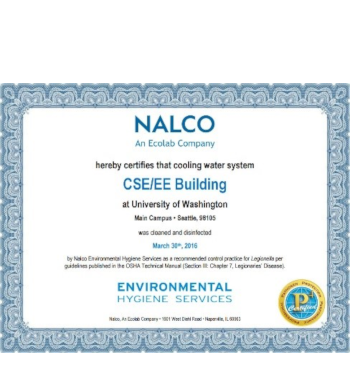 NALCO
An Ecolab Company
hereby certifies that cooling water system
CSE/EE Building
at University of Washington
Main Campus • Seattle, 98105
was cleaned and disinfected
March 30th, 2016
by Nalco Environmental Hygiene Services as a recommended control practice for Legionella per
guidelines published in the OSHA Technical Manual (Section III: Chapter 7, Legionnaires' Disease).
ENVIRONMENTAL
HYGIENE SERVICES
Nalco, An Ecolab Company • 1601 West Diehl Road • Naperville, IL 60563
P
Certified